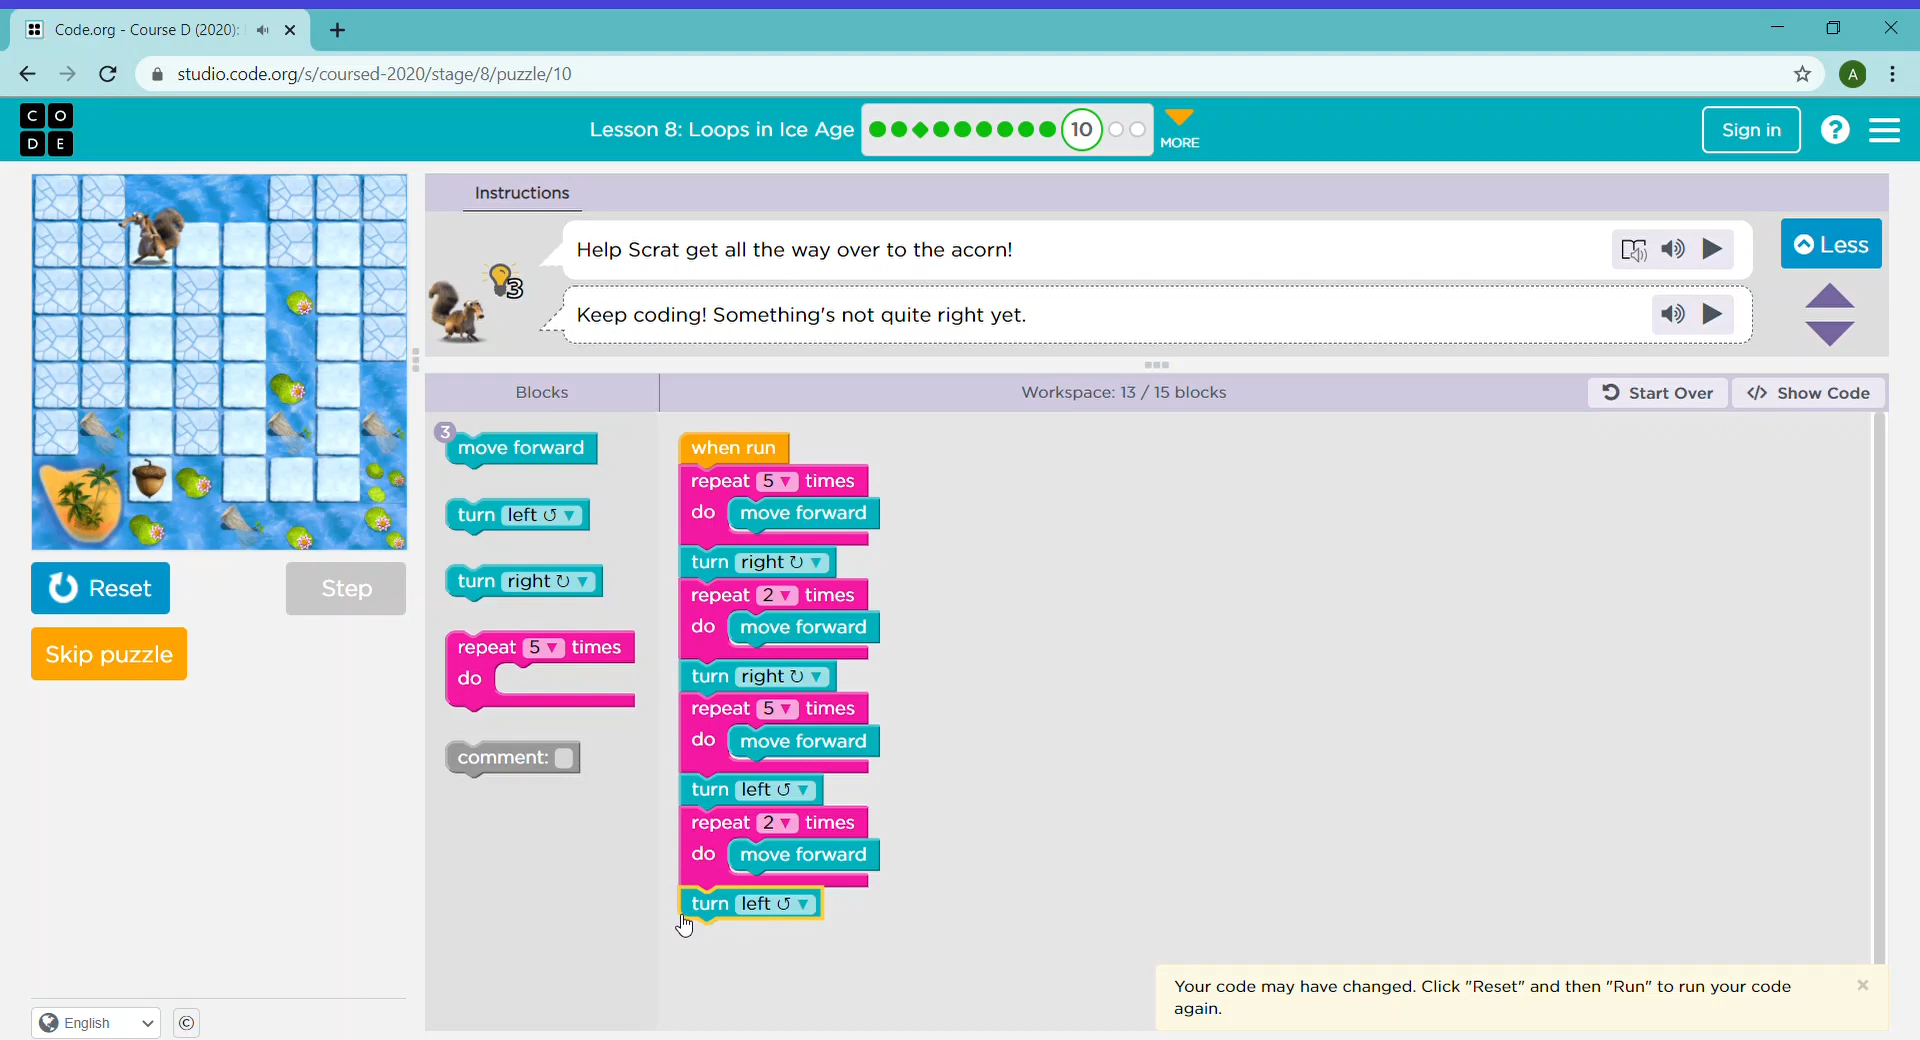 Code.org - Course D (2020):
studio.code.org/s/coursed-2020/stage/8/puzzle/10
A
C O
D E
Lesson 8: Loops in Ice Age
10
MORE
Sign in
?
Instructions
Help Scrat get all the way over to the acorn!
Less
3
Keep coding! Something's not quite right yet.
Blocks
Workspace: 13 / 15 blocks
Start Over
</> Show Code
3
move forward
turn left ↺ ▼
turn right ↻ ▼
repeat 5 ▼ times
do
comment:
when run
repeat 5 ▼ times
do move forward
turn right ↻ ▼
repeat 2 ▼ times
do move forward
turn right ↻ ▼
repeat 5 ▼ times
do move forward
turn left ↺ ▼
repeat 2 ▼ times
do move forward
turn left ↺ ▼
Reset
Step
Skip puzzle
Your code may have changed. Click "Reset" and then "Run" to run your code
again.
English
©